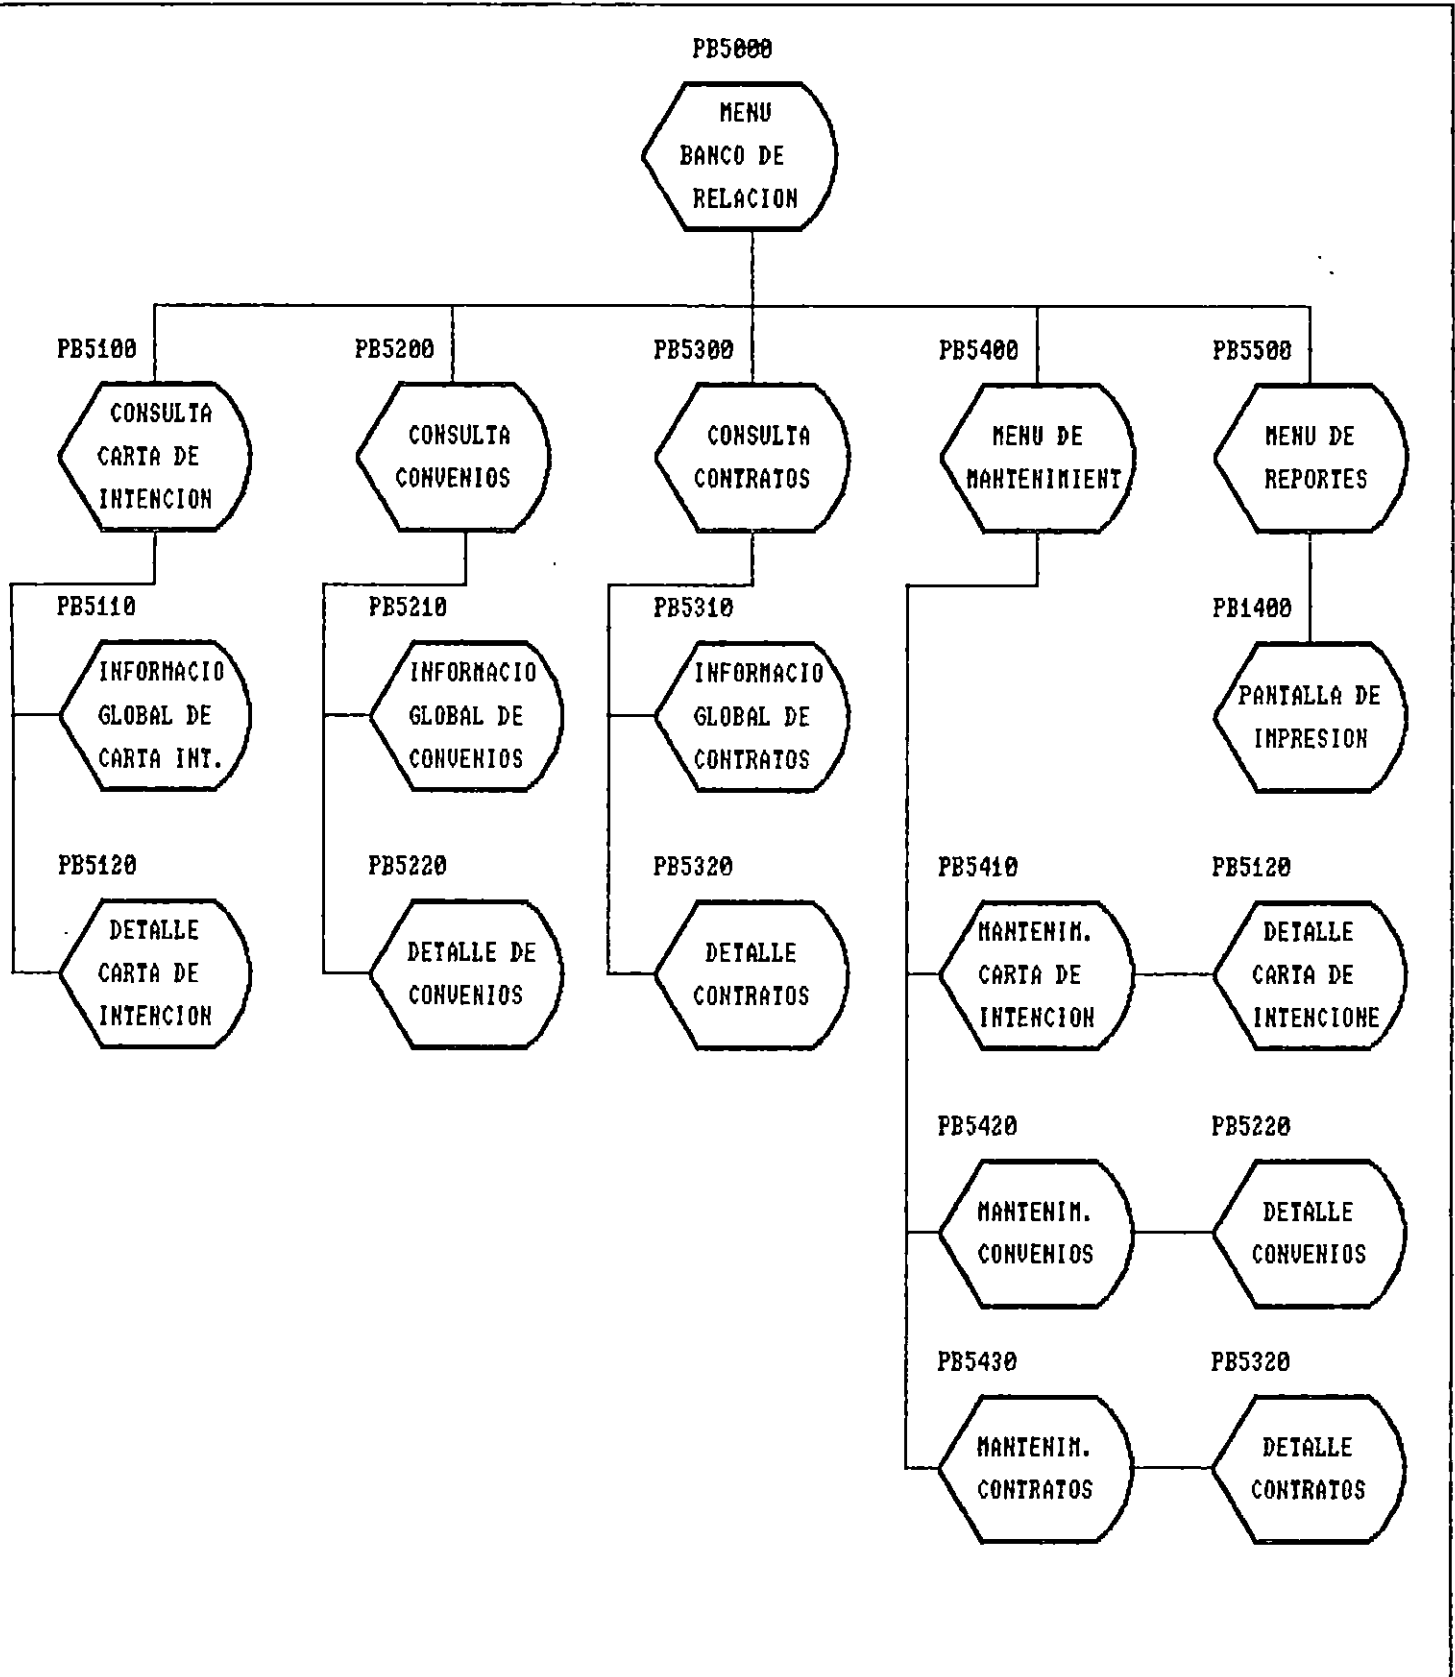 PB5000
MENU
BANCO DE
RELACION
PB5100
CONSULTA
CARTA DE
INTENCION
PB5200
CONSULTA
CONVENIOS
PB5300
CONSULTA
CONTRATOS
PB5400
MENU DE
MANTENIMIENT
PB5500
MENU DE
REPORTES
PB5110
INFORMACIO
GLOBAL DE
CARTA INT.
PB5210
INFORMACIO
GLOBAL DE
CONVENIOS
PB5310
INFORMACIO
GLOBAL DE
CONTRATOS
PB1400
PANTALLA DE
IMPRESION
PB5120
DETALLE
CARTA DE
INTENCION
PB5220
DETALLE DE
CONVENIOS
PB5320
DETALLE
CONTRATOS
PB5410
MANTENIM.
CARTA DE
INTENCION
PB5120
DETALLE
CARTA DE
INTENCIONE
PB5420
MANTENIM.
CONVENIOS
PB5220
DETALLE
CONVENIOS
PB5430
MANTENIM.
CONTRATOS
PB5320
DETALLE
CONTRATOS